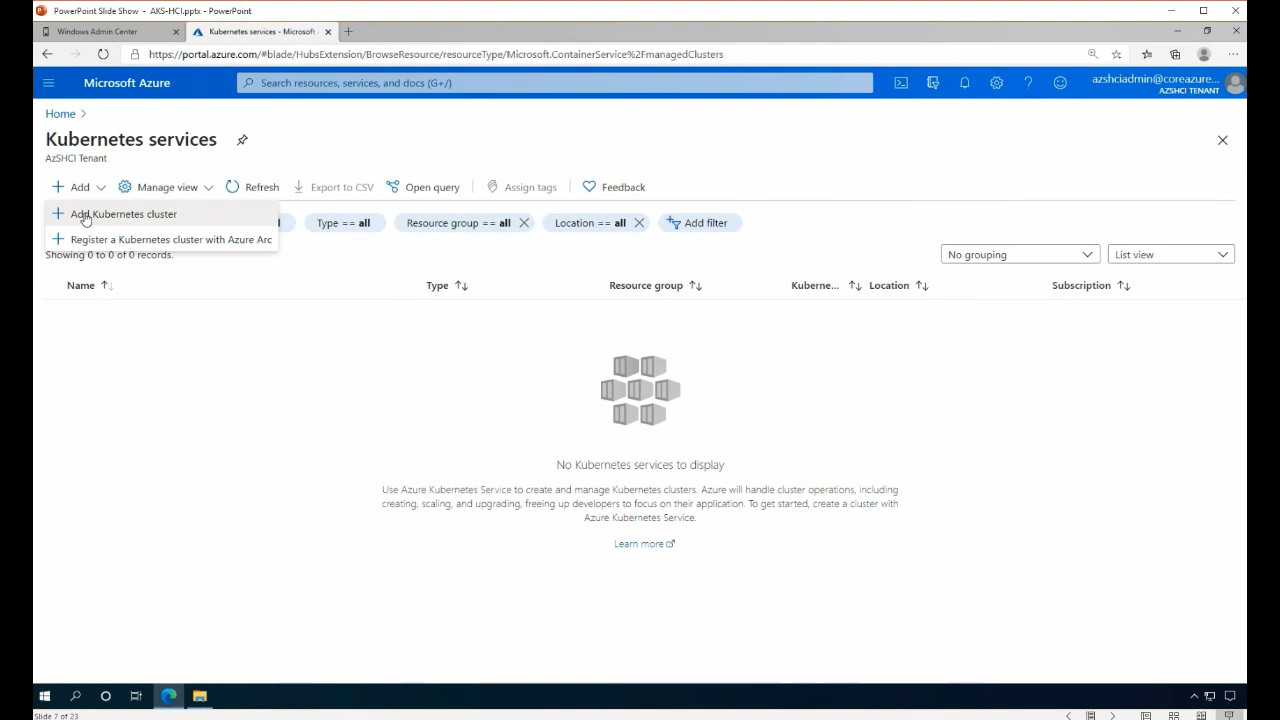 PowerPoint Slide Show - AKS-HCI.pptx - PowerPoint
Windows Admin Center
Kubernetes services - Microsoft
https://portal.azure.com/#blade/HubsExtension/BrowseResource/resourceType/Microsoft.ContainerService%2FmanagedClusters
Microsoft Azure
Search resources, services, and docs (G+/)
azshciadmin@coreazure...
AZSHCI TENANT
Home
Kubernetes services
AzSHCI Tenant
Add
Manage view
Refresh
Export to CSV
Open query
Assign tags
Feedback
Add Kubernetes cluster
Type == all
Resource group == all
Location == all
Add filter
Register a Kubernetes cluster with Azure Arc
Showing 0 to 0 of 0 records.
No grouping
List view
Name
Type
Resource group
Kuberne...
Location
Subscription
No Kubernetes services to display
Use Azure Kubernetes Service to create and manage Kubernetes clusters. Azure will handle cluster operations, including
creating, scaling, and upgrading, freeing up developers to focus on their application. To get started, create a cluster with
Azure Kubernetes Service.
Learn more
Slide 7 of 23